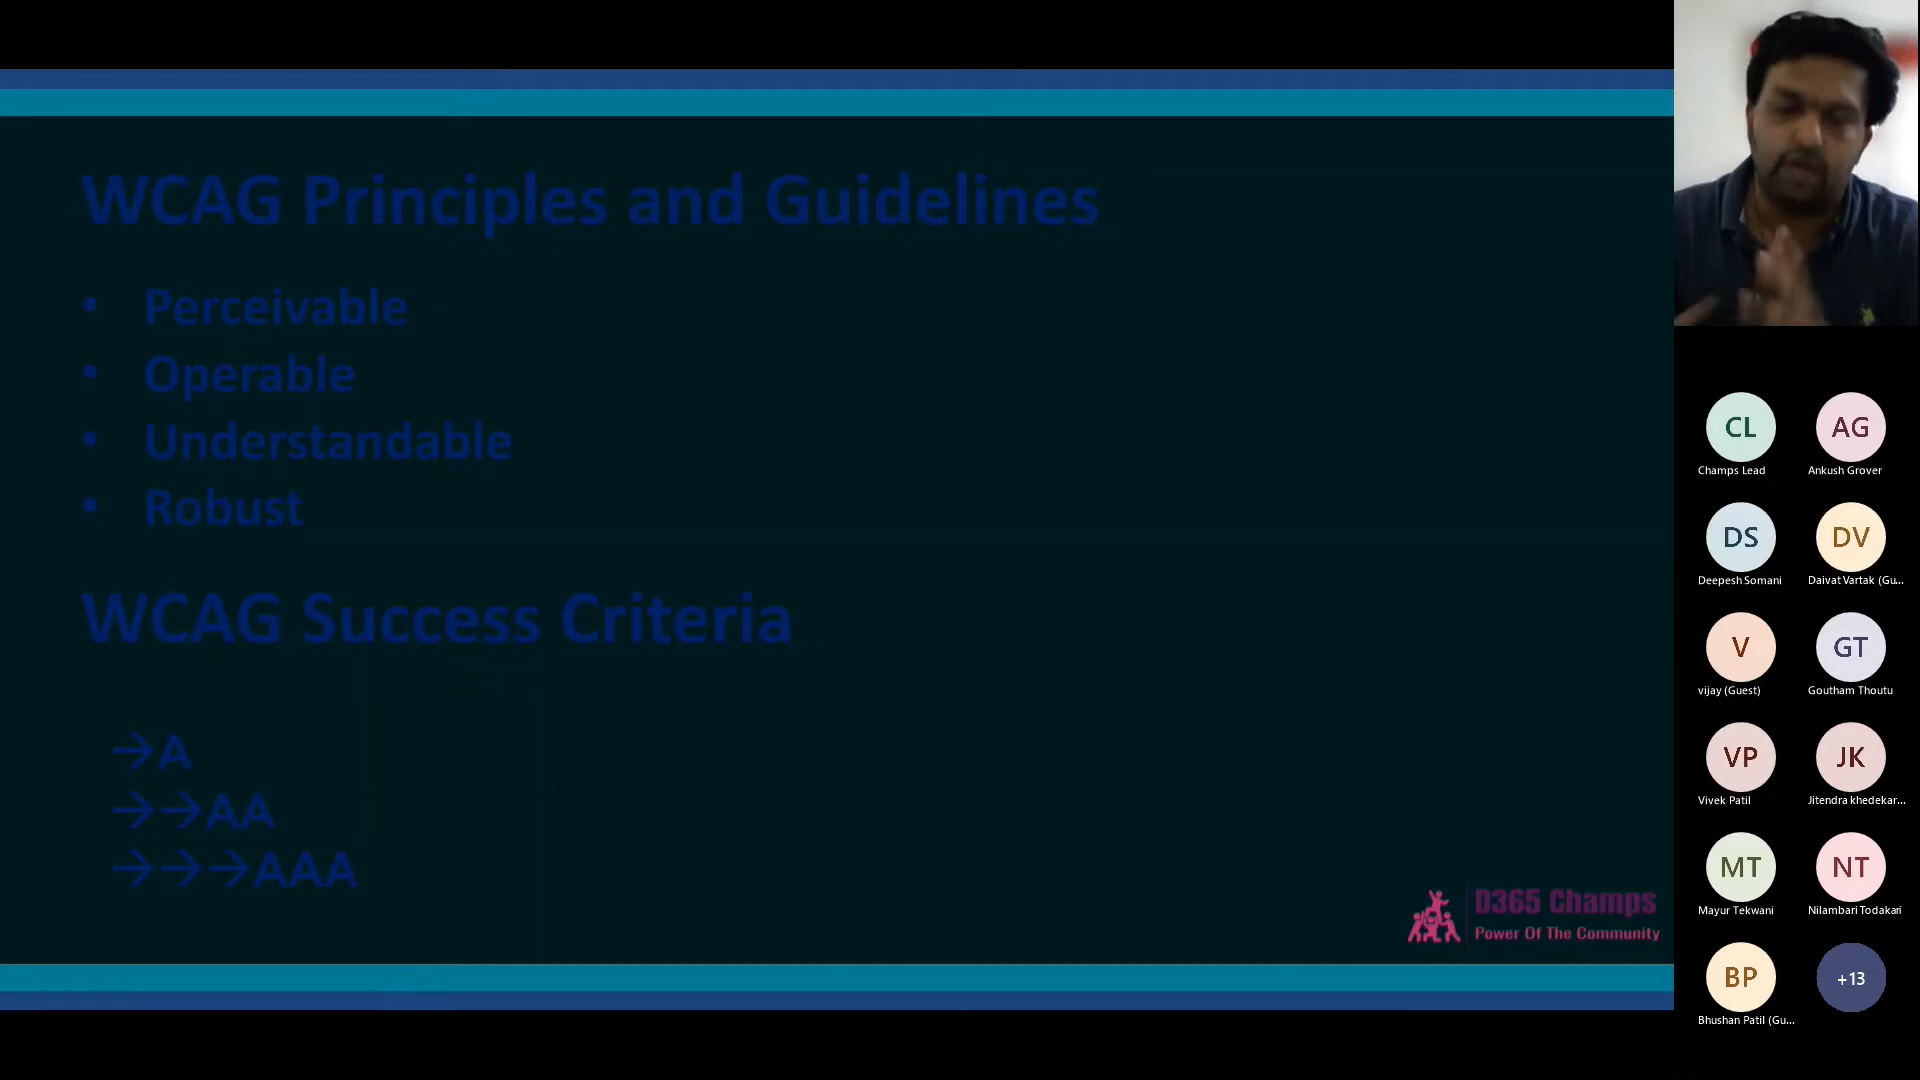 WCAG Principles and Guidelines
• Perceivable
• Operable
• Understandable
• Robust
WCAG Success Criteria
→A
→→AA
→→→AAA
D365 Champs
Power Of The Community
CL
Champs Lead
AG
Ankush Grover
DS
Deepesh Somani
DV
Daivat Vartak (Gu...
V
vijay (Guest)
GT
Goutham Thoutu
VP
Vivek Patil
JK
Jitendra khedekar...
MT
Mayur Tekwani
NT
Nilambari Todakari
BP
Bhushan Patil (Gu...
+13